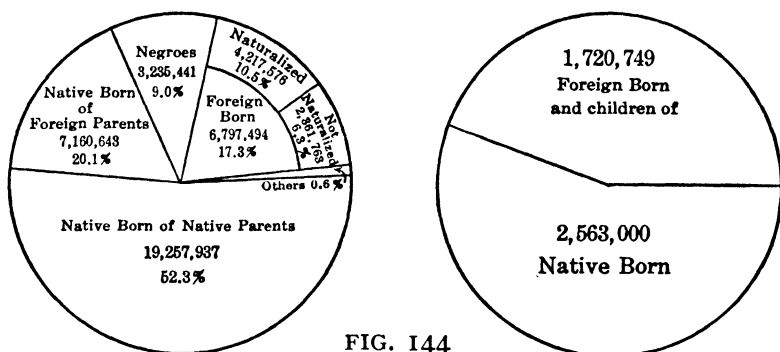 Negroes
3,235,441
9.0%
Naturalized
4,217,576
10.5%
Native Born
of
Foreign Parents
7,160,643
20.1%
Foreign
Born
6,797,494
17.3%
Not
Naturalized
2,361,763
6.3%
Others 0.6%
Native Born of Native Parents
19,257,937
52.3%
1,720,749
Foreign Born
and children of
2,563,000
Native Born
FIG. 144